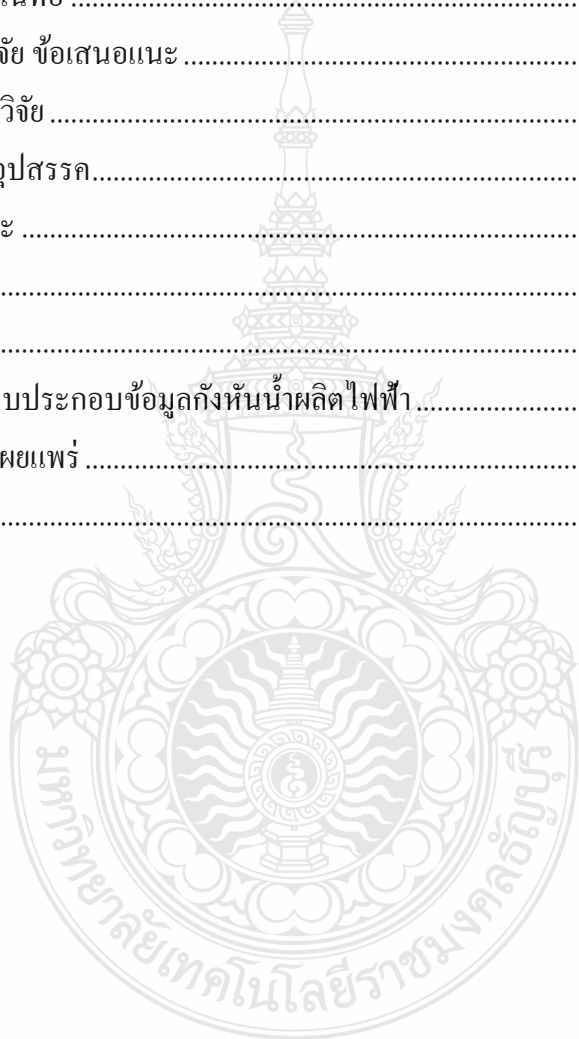 จัย ข้อเสนอแนะ ................................................................
วิจัย ................................................................
อุปสรรค................................................................
ะ ................................................................
................................................................
................................................................
บประกอบข้อมูลกังหันน้ำผลิตไฟฟ้า ................................
ผยแพร่ ................................................................
................................................................
มหาวิทยาลัยเทคโนโลยีราชมงคลธัญบุรี